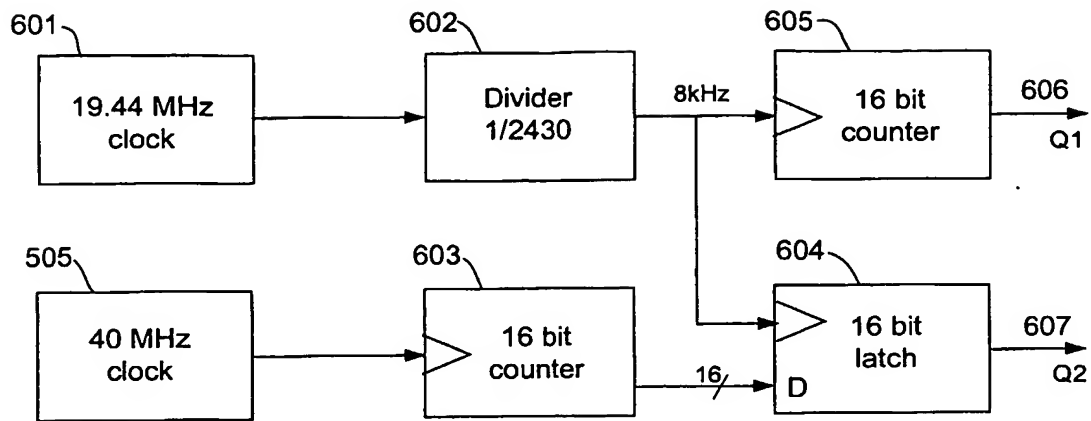 601
602
605
19.44 MHz
clock
Divider
1/2430
8kHz
16 bit
counter
606
Q1
505
603
604
40 MHz
clock
16 bit
counter
16
16 bit
latch
D
607
Q2